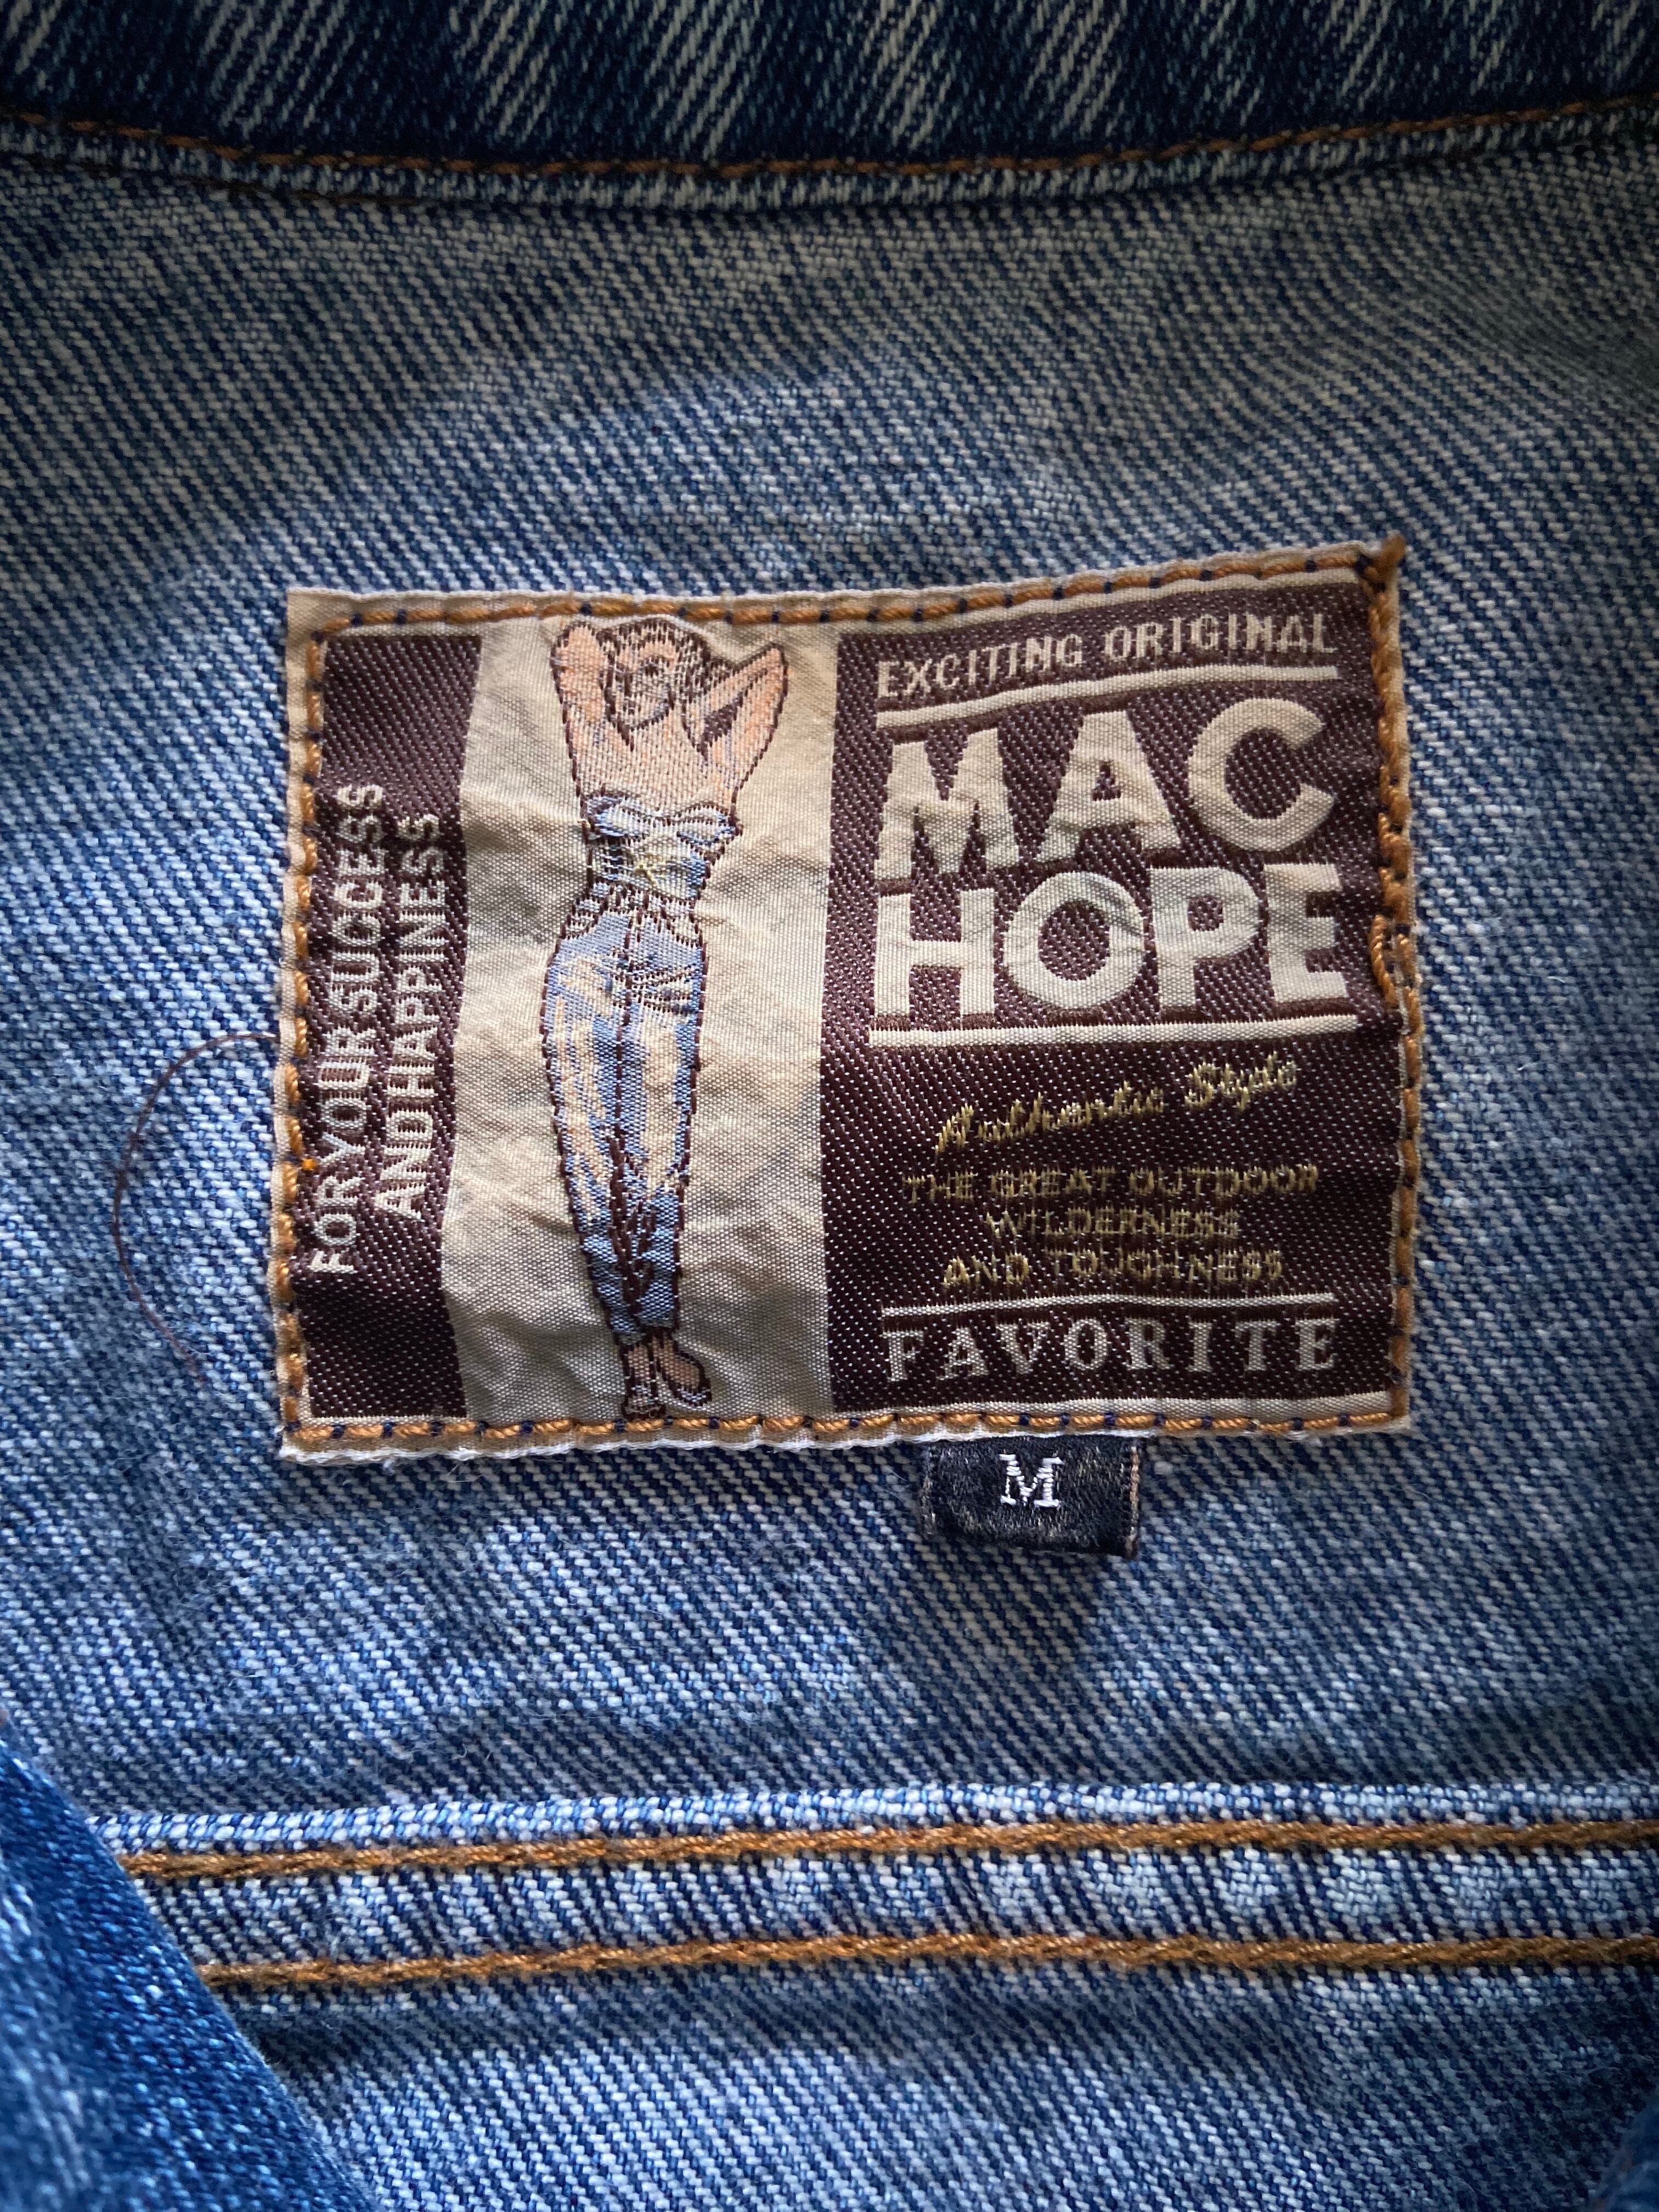 FOR YOUR SUCCESS
AND HAPPINESS
EXCITING ORIGINAL
MAC
HOPE
Authentic Style
THE GREAT OUTDOOR
WILDERNESS
AND TOUGHNESS
FAVORITE
M